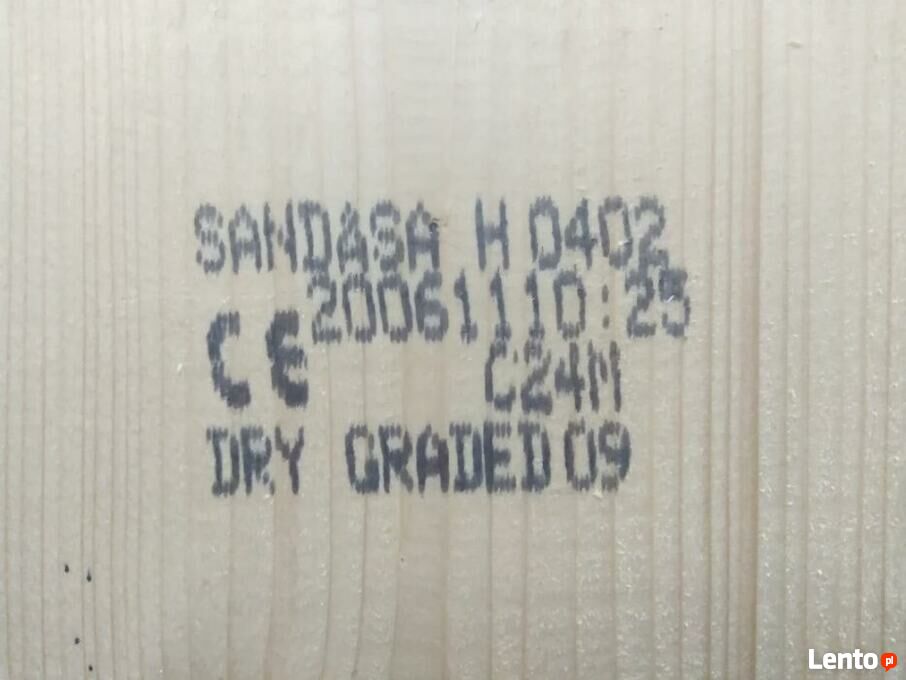 SANDASA H 0402
20061110:25
CE C24M
DRY GRADED 09
Lento pl